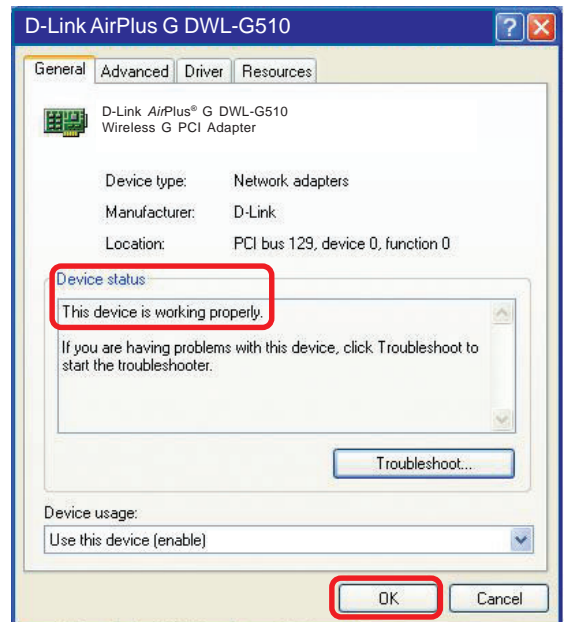 D-Link AirPlus G DWL-G510
General Advanced Driver Resources
D-Link AirPlus® G DWL-G510
Wireless G PCI Adapter
Device type: Network adapters
Manufacturer: D-Link
Location: PCI bus 129, device 0, function 0
Device status
This device is working properly.
If you are having problems with this device, click Troubleshoot to
start the troubleshooter.
Troubleshoot...
Device usage:
Use this device (enable)
OK Cancel